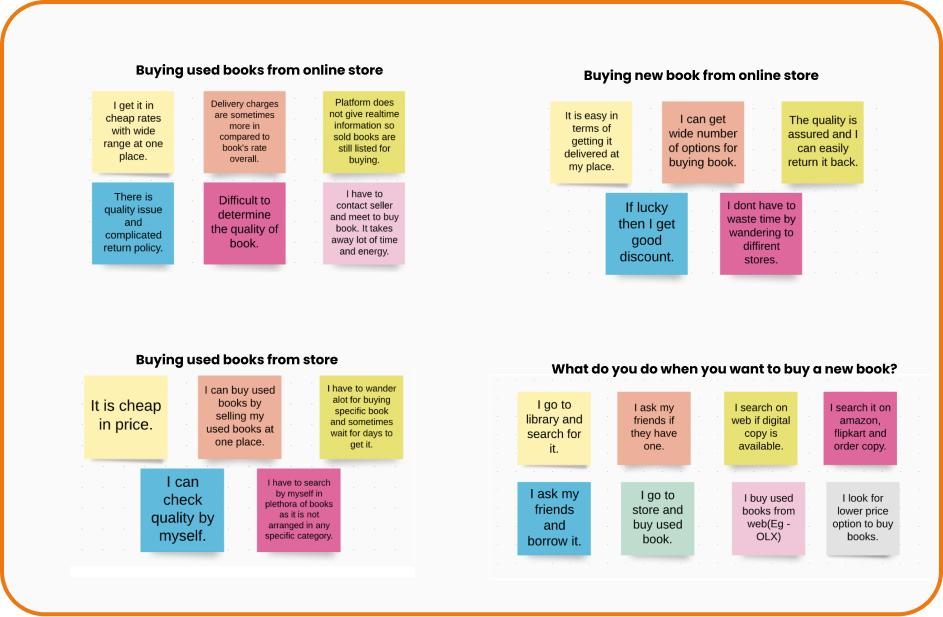 Buying used books from online store
I get it in
cheap rates
with wide
range at one
place.
Delivery charges
are sometimes
more in
compared to
book's rate
overall.
Platform does
not give realtime
information so
sold books are
still listed for
buying.
There is
quality issue
and
complicated
return policy.
Difficult to
determine
the quality of
book.
I have to
contact seller
and meet to buy
book. It takes
away lot of time
and energy.
Buying new book from online store
It is easy in
terms of
getting it
delivered at
my place.
I can get
wide number
of options for
buying book.
The quality is
assured and I
can easily
return it back.
If lucky
then I get
good
discount.
I dont have to
waste time by
wandering to
diffirent
stores.
Buying used books from store
It is cheap
in price.
I can buy used
books by
selling my
used books at
one place.
I have to wander
alot for buying
specific book
and sometimes
wait for days to
get it.
I can
check
quality by
myself.
I have to search
by myself in
plethora of books
as it is not
arranged in any
specific category.
What do you do when you want to buy a new book?
I go to
library and
search for
it.
I ask my
friends if
they have
one.
I search on
web if digital
copy is
available.
I search it on
amazon,
flipkart and
order copy.
I ask my
friends
and
borrow it.
I go to
store and
buy used
book.
I buy used
books from
web(Eg -
OLX)
I look for
lower price
option to buy
books.